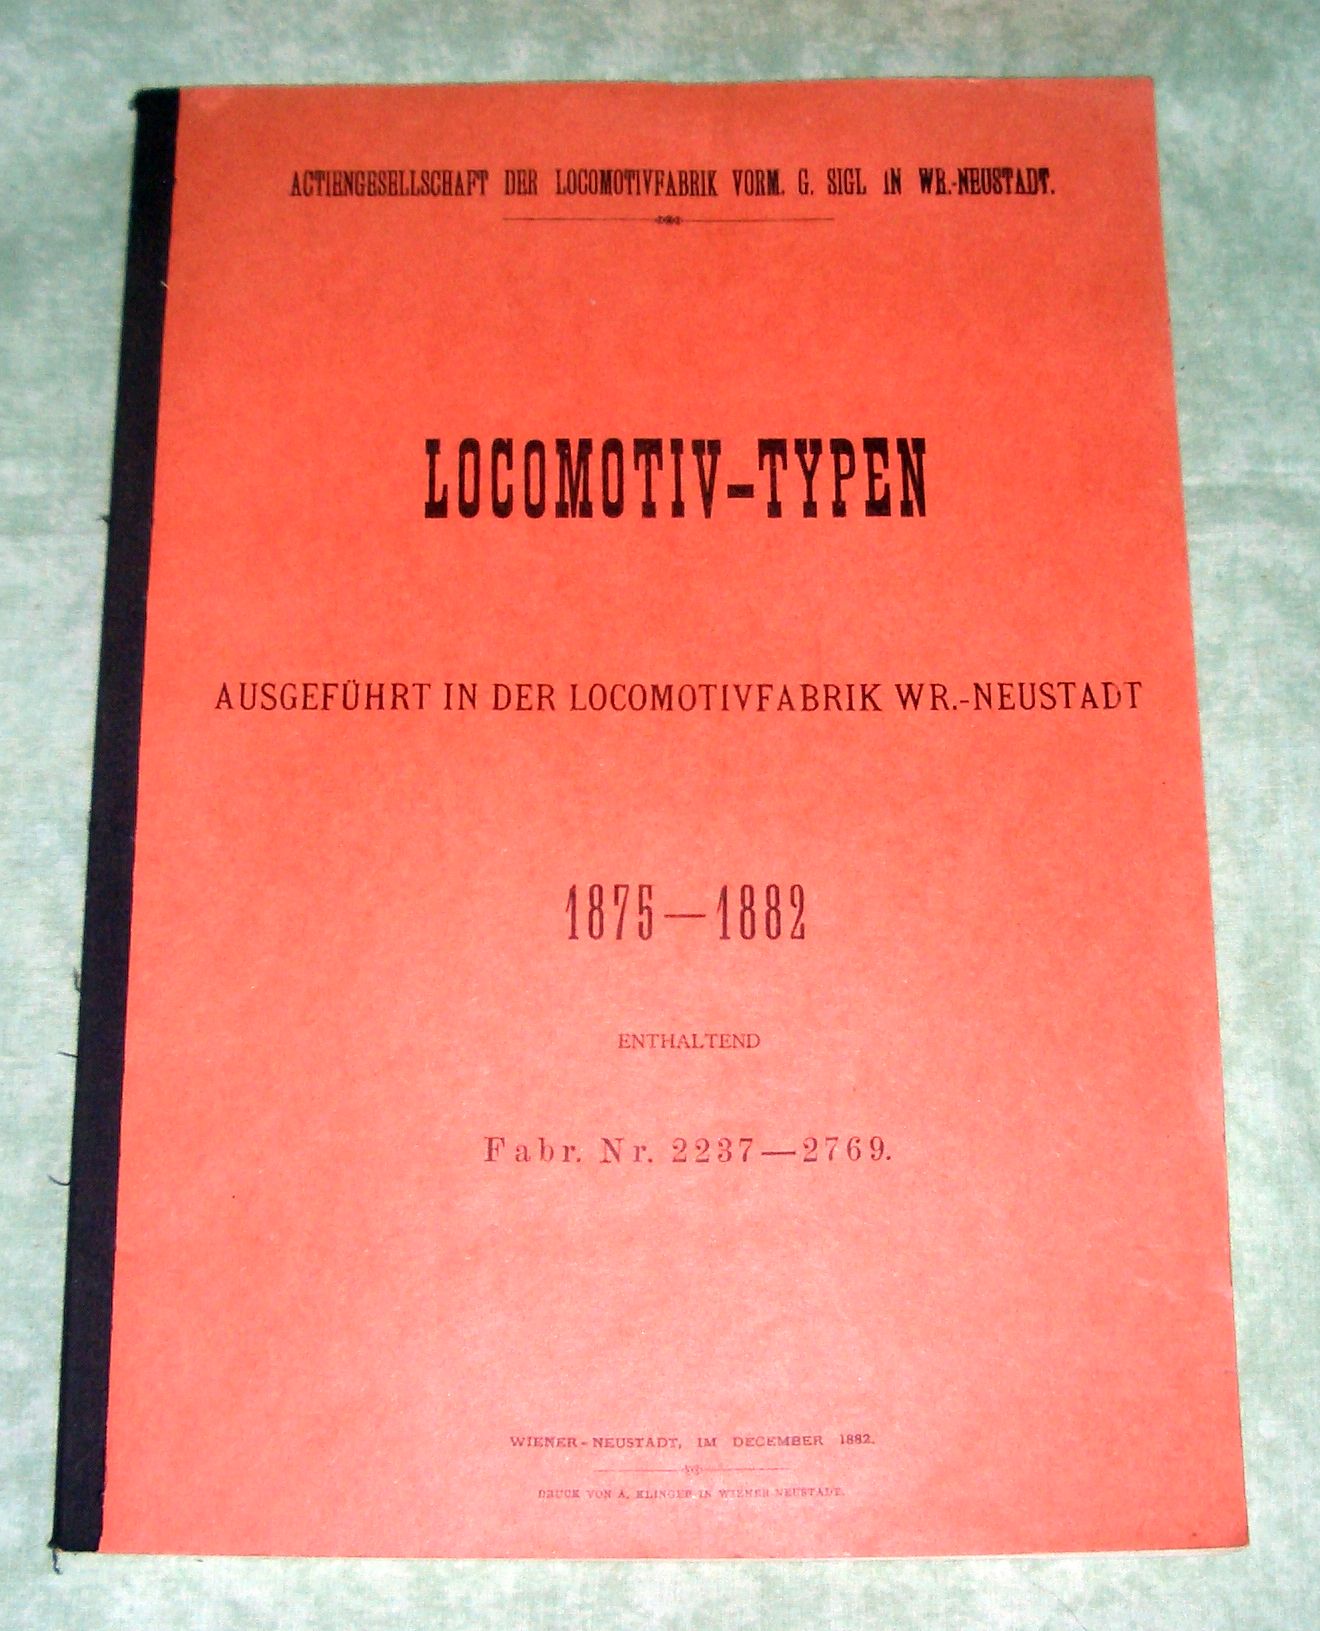 ACTIENGESELLSCHAFT DER LOCOMOTIVFABRIK VORM. G. SIGL IN WR.-NEUSTADT.
LOCOMOTIV-TYPEN
AUSGEFÜHRT IN DER LOCOMOTIVFABRIK WR.-NEUSTADT
1875—1882
ENTHALTEND
Fabr. Nr. 2237—2769.
WIENER-NEUSTADT, IM DECEMBER 1882.
DRUCK VON A. KLINGER IN WIENER NEUSTADT.